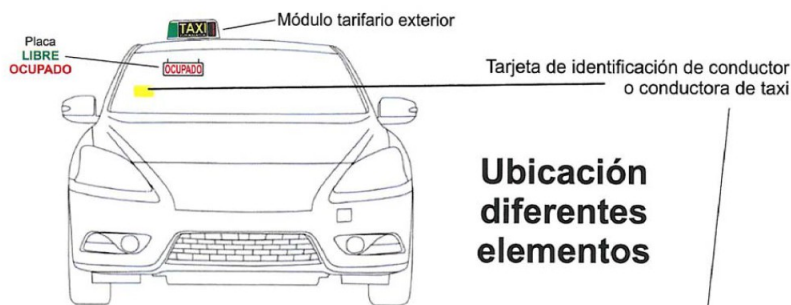 TAXI
Módulo tarifario exterior
Placa
LIBRE
OCUPADO
OCUPADO
Tarjeta de identificación de conductor
o conductora de taxi
Ubicación
diferentes
elementos